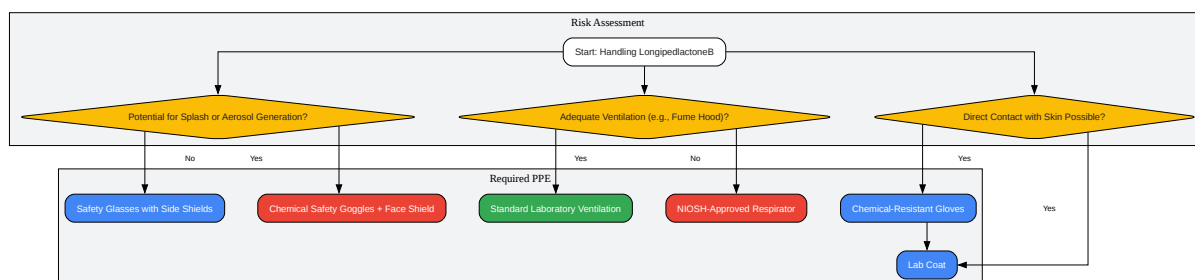 Risk Assessment
Start: Handling LongipedlactoneB
Potential for Splash or Aerosol Generation?
Adequate Ventilation (e.g., Fume Hood)?
Direct Contact with Skin Possible?
No
Yes
Yes
No
Yes
Required PPE
Safety Glasses with Side Shields
Chemical Safety Goggles + Face Shield
Standard Laboratory Ventilation
NIOSH-Approved Respirator
Chemical-Resistant Gloves
Yes
Lab Coat